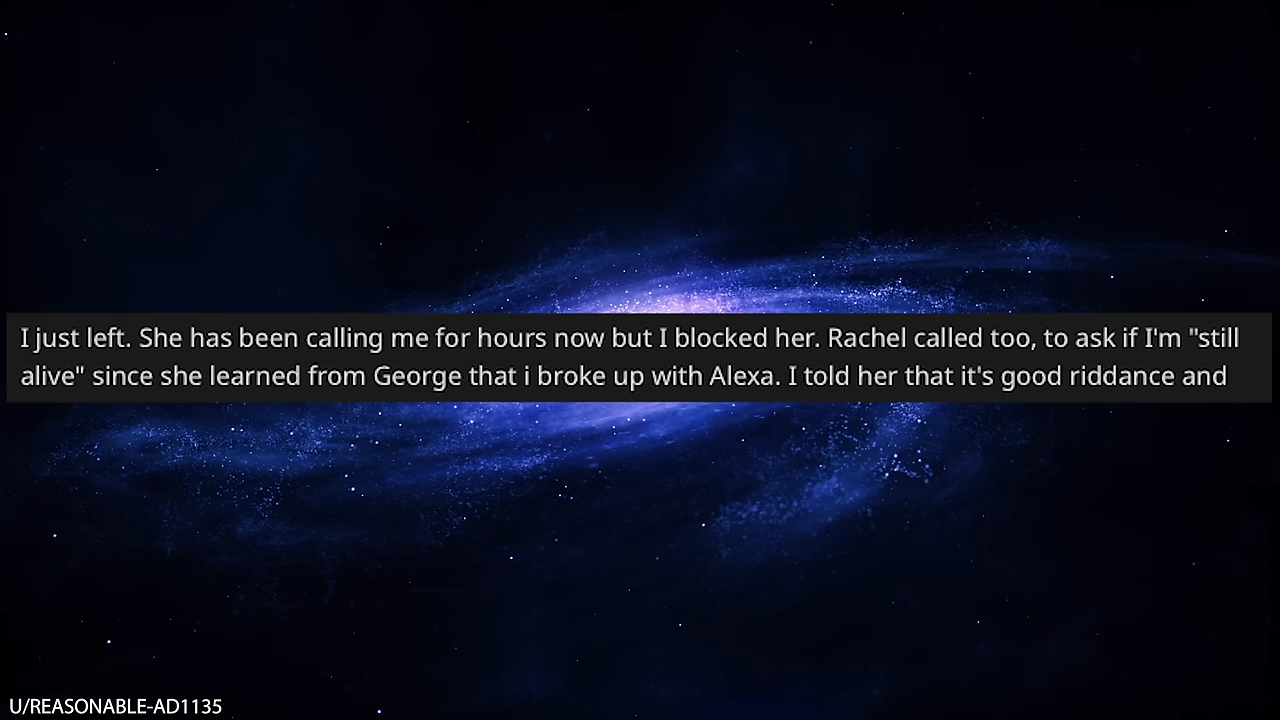 I just left. She has been calling me for hours now but I blocked her. Rachel called too, to ask if I'm "still
alive" since she learned from George that i broke up with Alexa. I told her that it's good riddance and
U/REASONABLE-AD1135